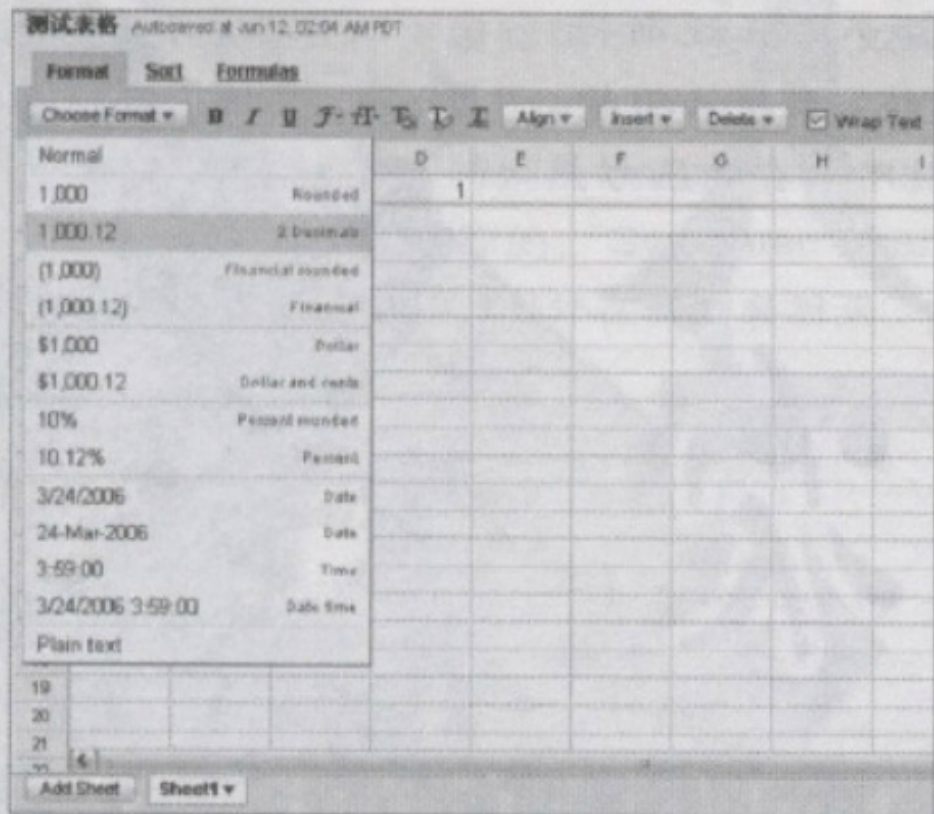 测试表格 Autosaved at Jun 12, 02:04 AM PDT
Format Sort Formulas
Choose Format B I U Align Insert Delete Wrap Text
Normal D E F G H I
1,000 Rounded 1
1,000.12 2 Decimals
(1,000) Financial rounded
(1,000.12) Financial
$1,000 Dollar
$1,000.12 Dollar and cents
10% Percent rounded
10.12% Percent
3/24/2006 Date
24-Mar-2006 Date
3:59:00 Time
3/24/2006 3:59:00 Date time
Plain text
19
20
21
Add Sheet Sheet1